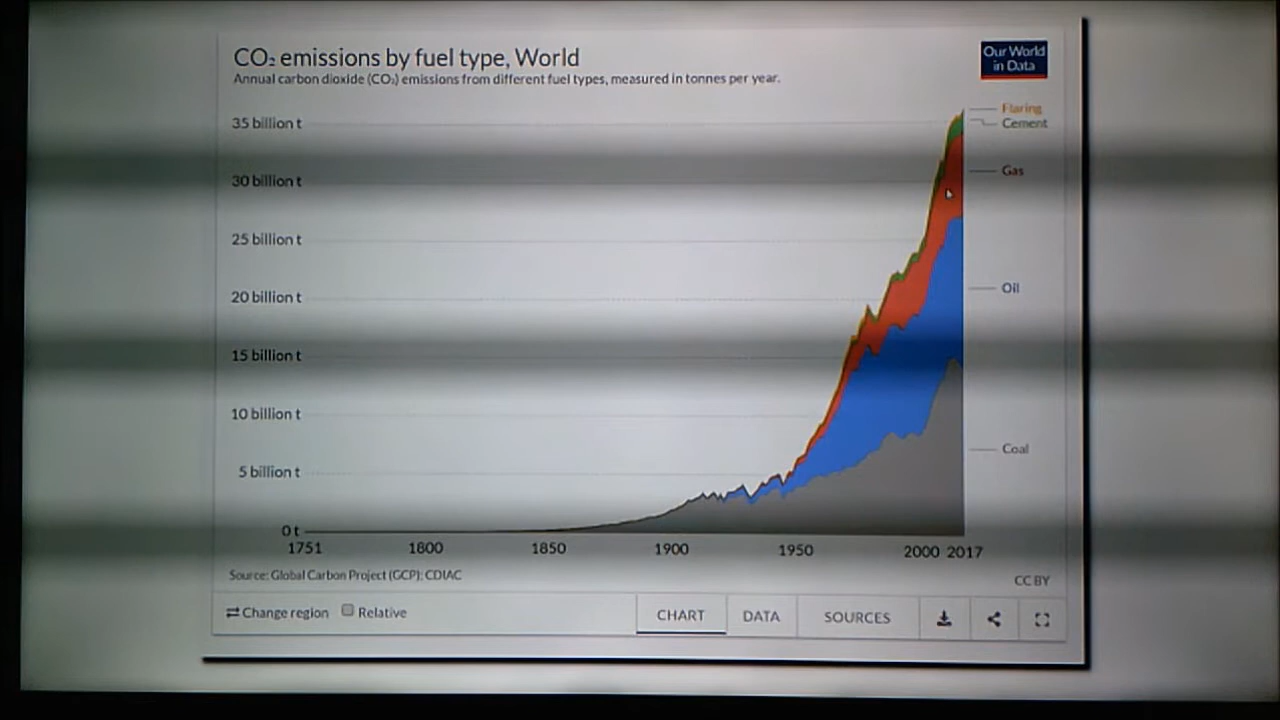 CO₂ emissions by fuel type, World
Annual carbon dioxide (CO₂) emissions from different fuel types, measured in tonnes per year.
Our World
in Data
35 billion t
30 billion t
25 billion t
20 billion t
15 billion t
10 billion t
5 billion t
0 t
Flaring
Cement
Gas
Oil
Coal
1751 1800 1850 1900 1950 2000 2017
Source: Global Carbon Project (GCP); CDIAC
CC BY
Change region Relative
CHART DATA SOURCES